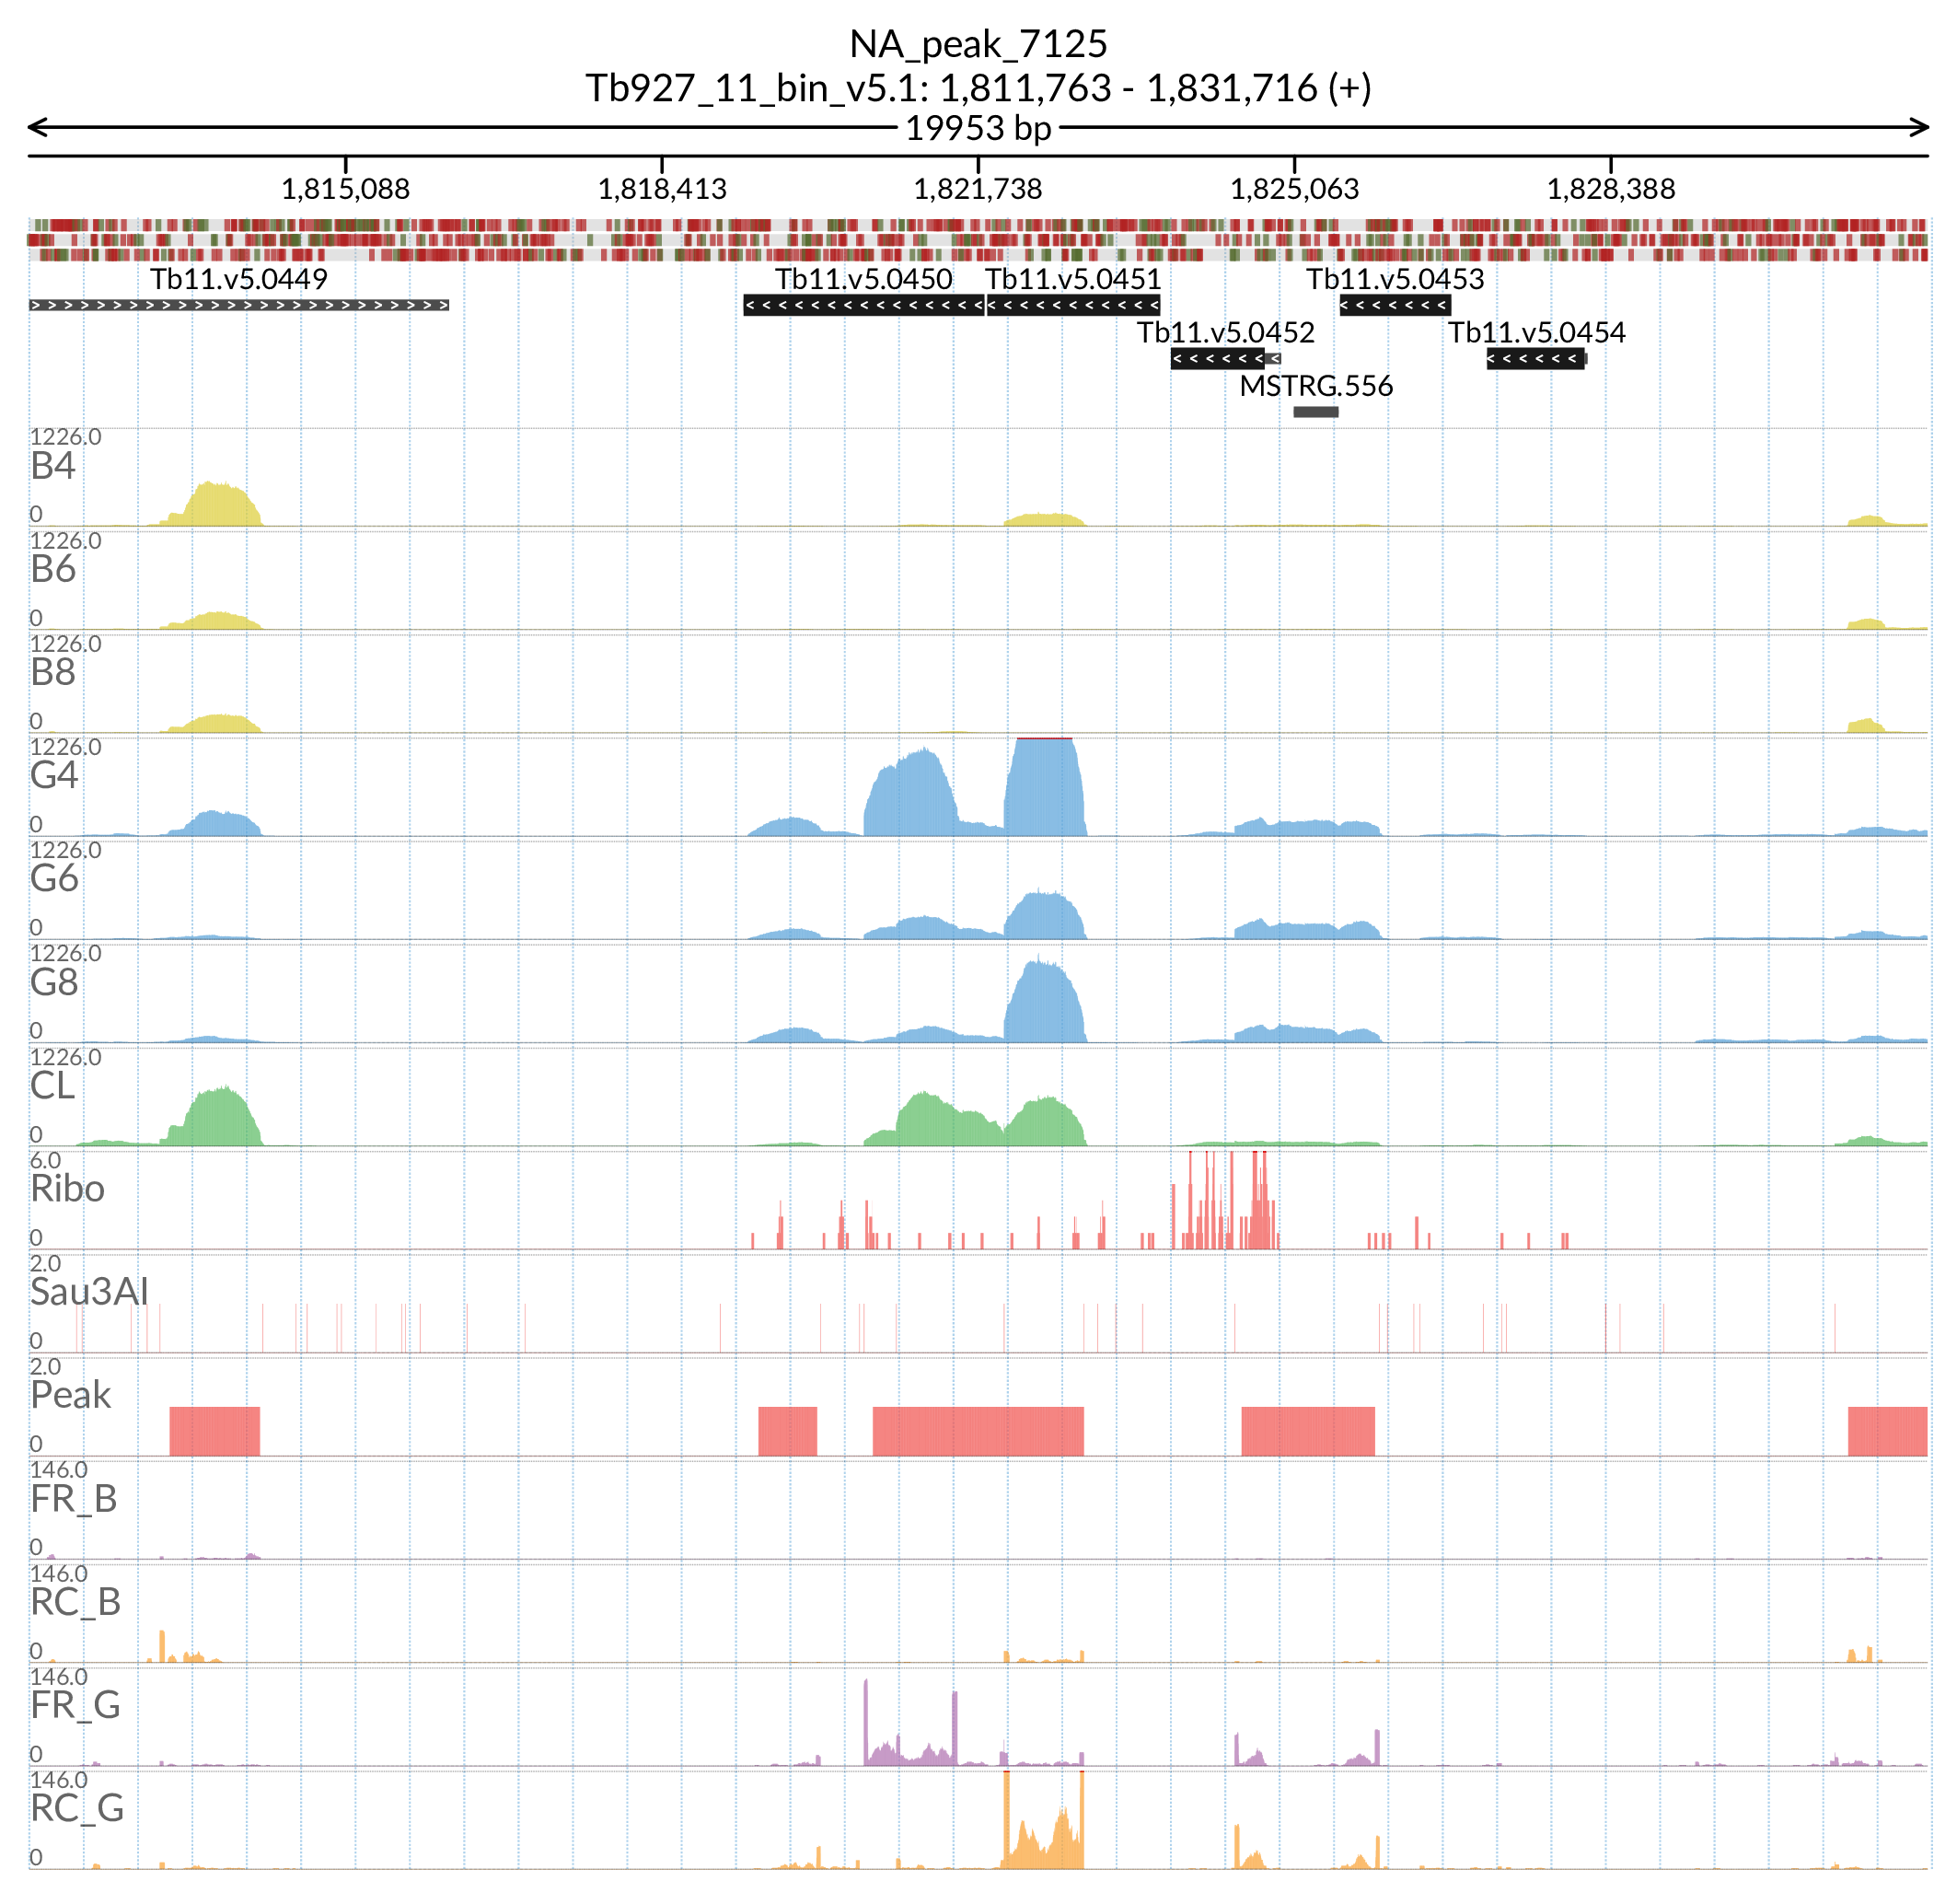 NA_peak_7125
Tb927_11_bin_v5.1: 1,811,763 - 1,831,716 (+)
19953 bp
1,815,088 1,818,413 1,821,738 1,825,063 1,828,388
Tb11.v5.0449 Tb11.v5.0450 Tb11.v5.0451 Tb11.v5.0453
Tb11.v5.0452 Tb11.v5.0454
MSTRG.556
1226.0
B4
0
1226.0
B6
0
1226.0
B8
0
1226.0
G4
0
1226.0
G6
0
1226.0
G8
0
1226.0
CL
0
6.0
Ribo
0
2.0
Sau3AI
0
2.0
Peak
0
146.0
FR_B
0
146.0
RC_B
0
146.0
FR_G
0
146.0
RC_G
0